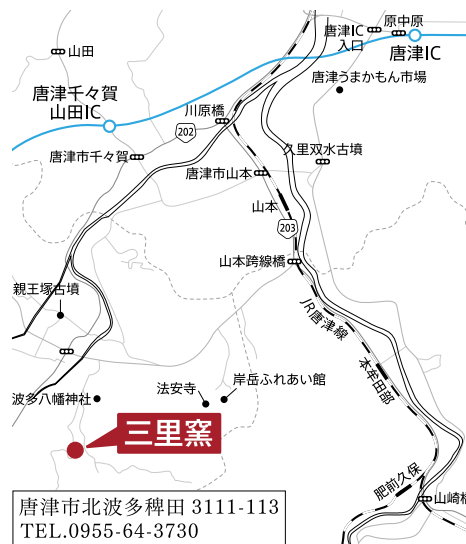 原中原
唐津IC
入口
唐津IC
山田
唐津うまかもん市場
唐津千々賀
山田IC
川原橋
202
久里双水古墳
唐津市千々賀
唐津市山本
山本
203
山本跨線橋
親王塚古墳
JR唐津線
本牟田部
岸岳ふれあい館
法安寺
波多八幡神社
三里窯
肥前久保
山崎橋
唐津市北波多稗田 3111-113
TEL.0955-64-3730